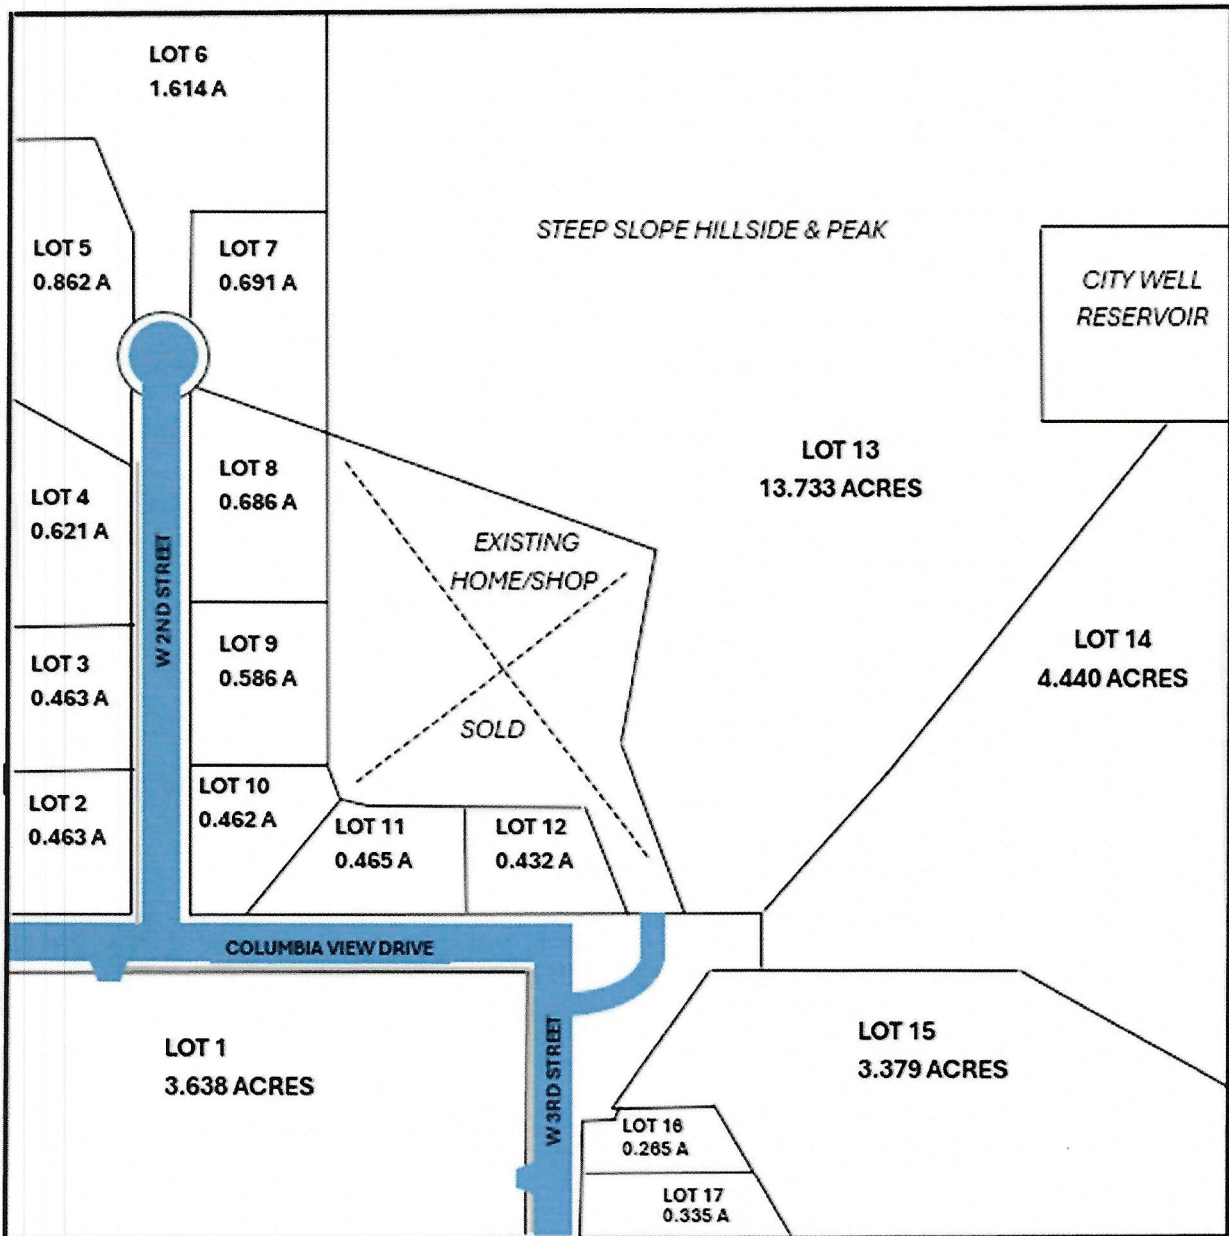 LOT 6
1.614 A
LOT 5
0.862 A
LOT 7
0.691 A
STEEP SLOPE HILLSIDE & PEAK
CITY WELL
RESERVOIR
LOT 13
13.733 ACRES
LOT 8
0.686 A
LOT 4
0.621 A
EXISTING
HOME/SHOP
W 2ND STREET
LOT 14
4.440 ACRES
LOT 9
0.586 A
LOT 3
0.463 A
SOLD
LOT 10
0.462 A
LOT 2
0.463 A
LOT 11
0.465 A
LOT 12
0.432 A
COLUMBIA VIEW DRIVE
LOT 1
3.638 ACRES
W 3RD STREET
LOT 15
3.379 ACRES
LOT 16
0.265 A
LOT 17
0.335 A